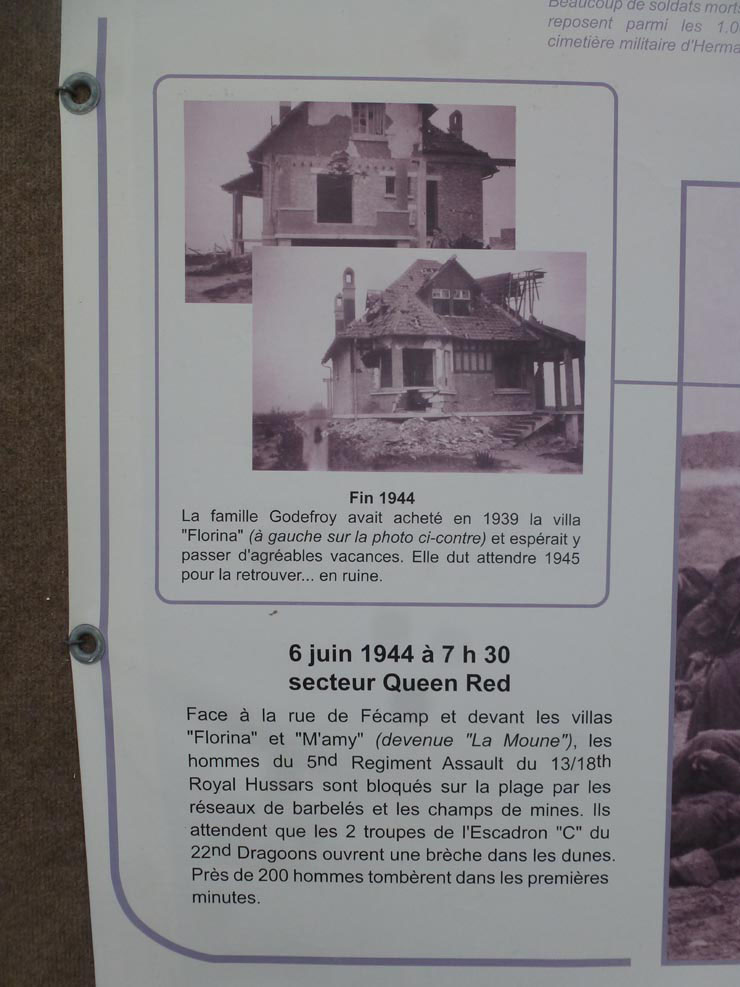 Beaucoup de soldats morts
reposent parmi les
cimetière militaire
Fin 1944
La famille Godefroy avait acheté en 1939 la villa
"Florina" (à gauche sur la photo ci-contre) et espérait y
passer d'agréables vacances. Elle dut attendre 1945
pour la retrouver... en ruine.
6 juin 1944 à 7 h 30
secteur Queen Red
Face à la rue de Fécamp et devant les villas
"Florina" et "M'amy" (devenue "La Moune"), les
hommes du 5nd Regiment Assault du 13/18th
Royal Hussars sont bloqués sur la plage par les
réseaux de barbelés et les champs de mines. Ils
attendent que les 2 troupes de l'Escadron "C" du
22nd Dragoons ouvrent une brèche dans les dunes.
Près de 200 hommes tombèrent dans les premières
minutes.